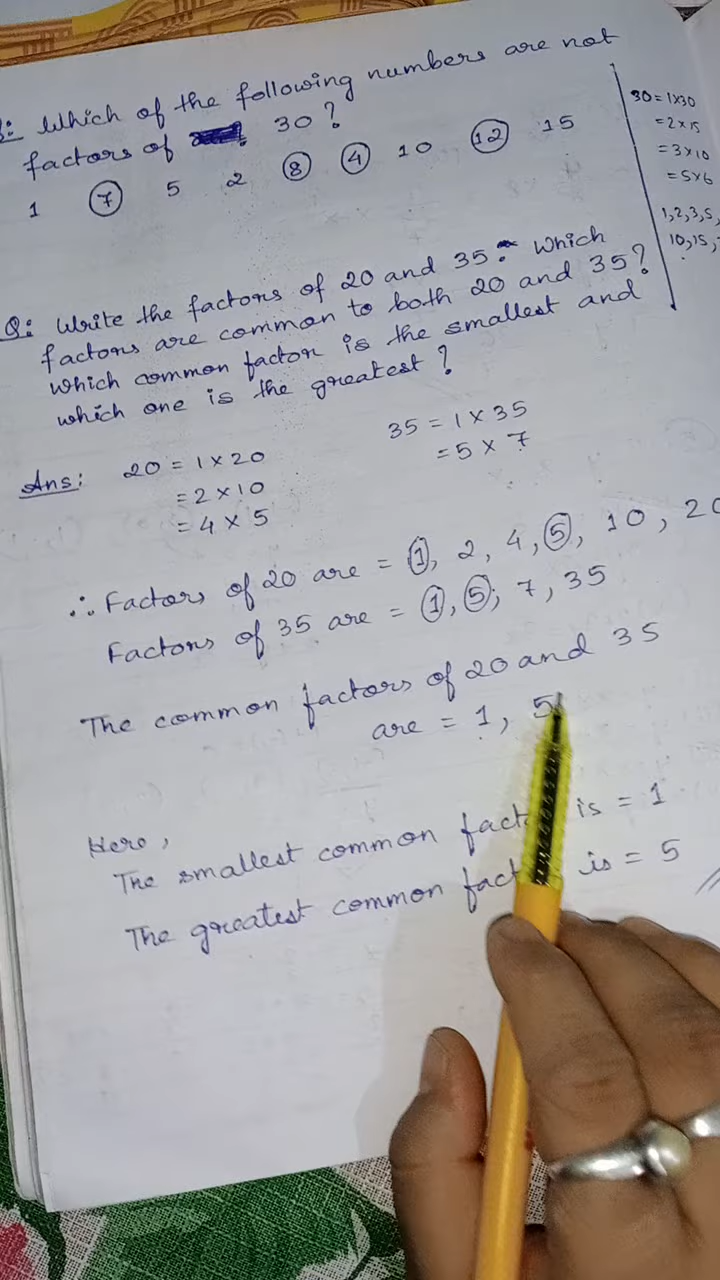 Q: Which of the following numbers are not
factors of 30?
1 7 5 2 8 4 10 12 15
30 = 1×30
= 2×15
= 3×10
= 5×6
1,2,3,5,
10,15,
Q: Write the factors of 20 and 35. Which
factors are common to both 20 and 35?
Which common factor is the smallest and
which one is the greatest?
Ans: 20 = 1×20
= 2×10
= 4×5
35 = 1×35
= 5×7
∴ Factors of 20 are = 1, 2, 4, 5, 10, 20
Factors of 35 are = 1, 5, 7, 35
The common factors of 20 and 35
are = 1, 5
Here,
The smallest common factor is = 1
The greatest common factor is = 5